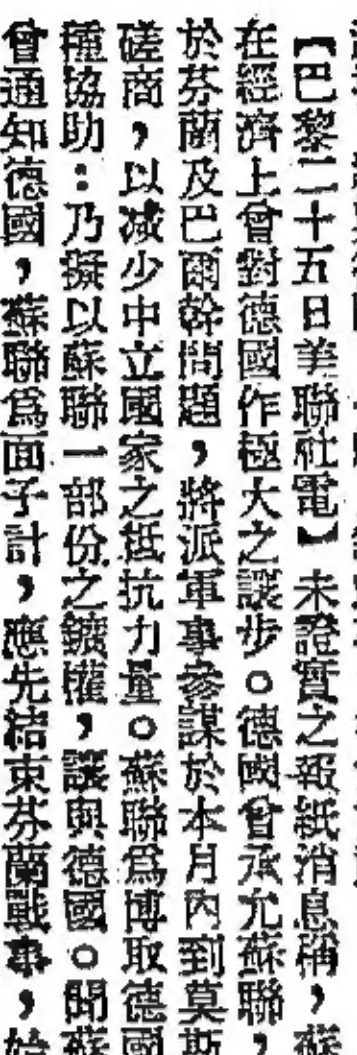 【巴黎二十五日美聯社電】未證實之報紙消息稱，蘇
在經濟上會對德國作極大之讓步。德國曾承允蘇聯，
於芬蘭及巴爾幹問題，將派軍事參謀於本月內到莫斯
磋商，以減少中立國家之抵抗力量。蘇聯爲博取德國
種協助：乃擬以蘇聯一部份之鑛權，讓與德國。聞蘇
曾通知德國，蘇聯爲面子計，應先結束芬蘭戰事，始